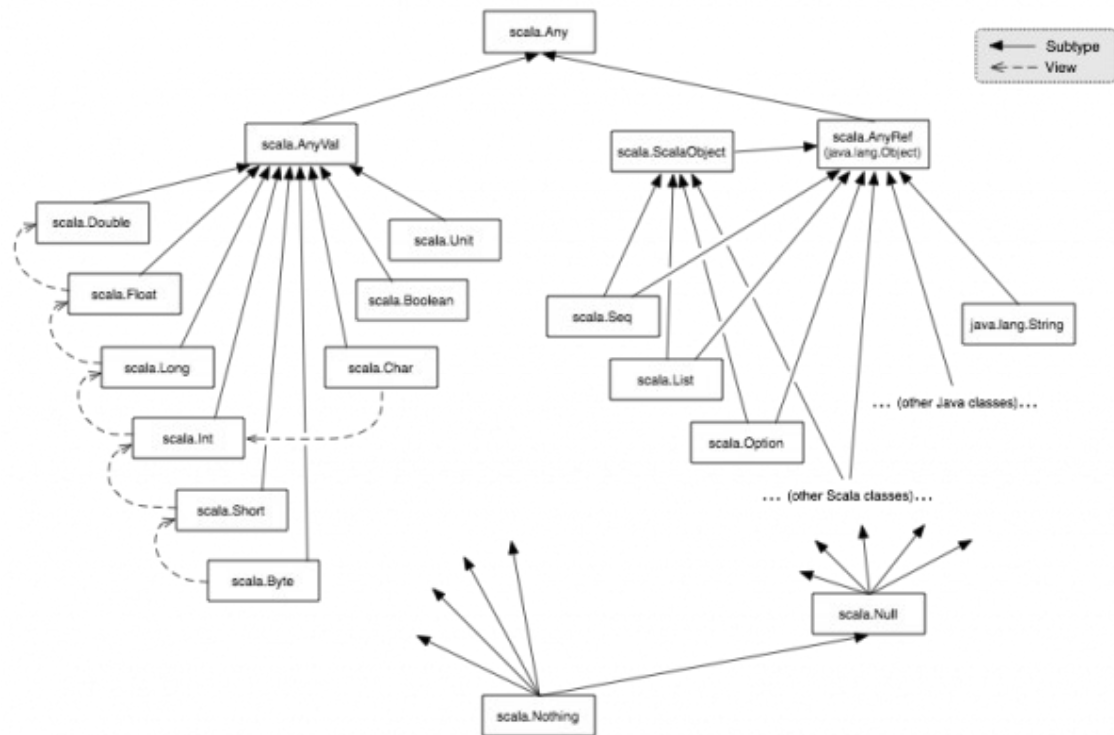 scala.Any
Subtype
View
scala.AnyVal
scala.ScalaObject
scala.AnyRef
(java.lang.Object)
scala.Double
scala.Unit
scala.Float
scala.Boolean
scala.Seq
java.lang.String
scala.Long
scala.Char
scala.List
... (other Java classes)...
scala.Int
scala.Option
scala.Short
... (other Scala classes)...
scala.Byte
scala.Null
scala.Nothing